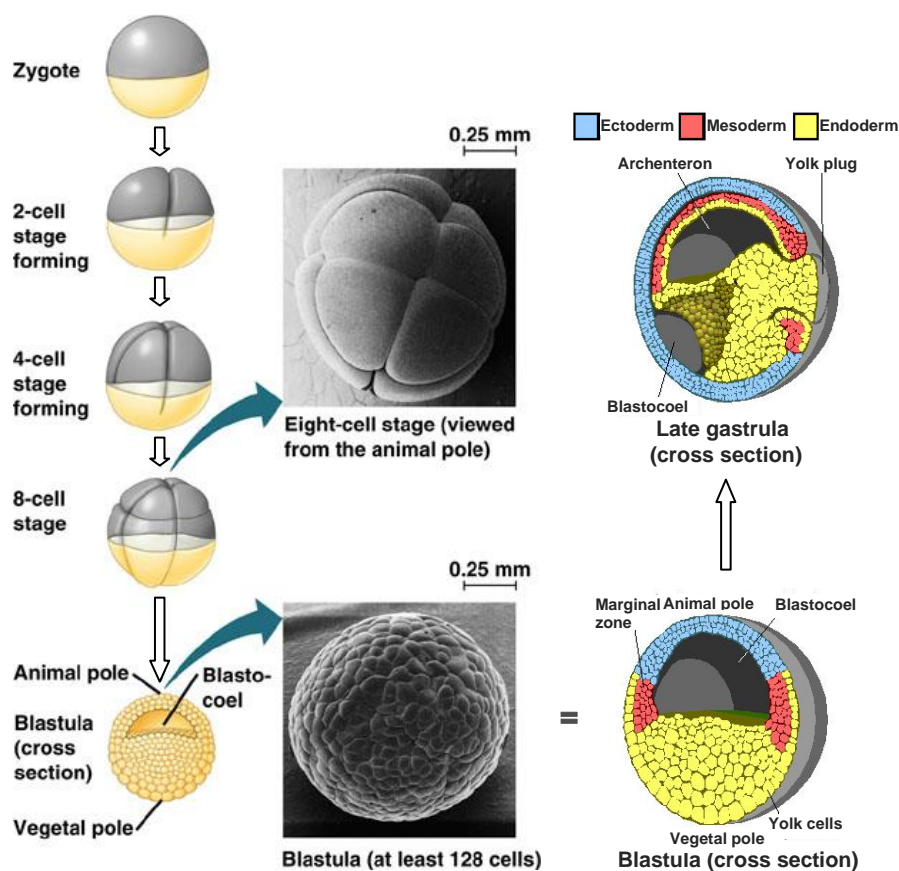 Zygote
2-cell
stage
forming
4-cell
stage
forming
8-cell
stage
Animal pole
Blasto-
coel
Blastula
(cross
section)
Vegetal pole
0.25 mm
Eight-cell stage (viewed
from the animal pole)
0.25 mm
Blastula (at least 128 cells)
=
Ectoderm Mesoderm Endoderm
Archenteron
Yolk plug
Blastocoel
Late gastrula
(cross section)
Marginal
zone
Animal pole
Blastocoel
Yolk cells
Vegetal pole
Blastula (cross section)